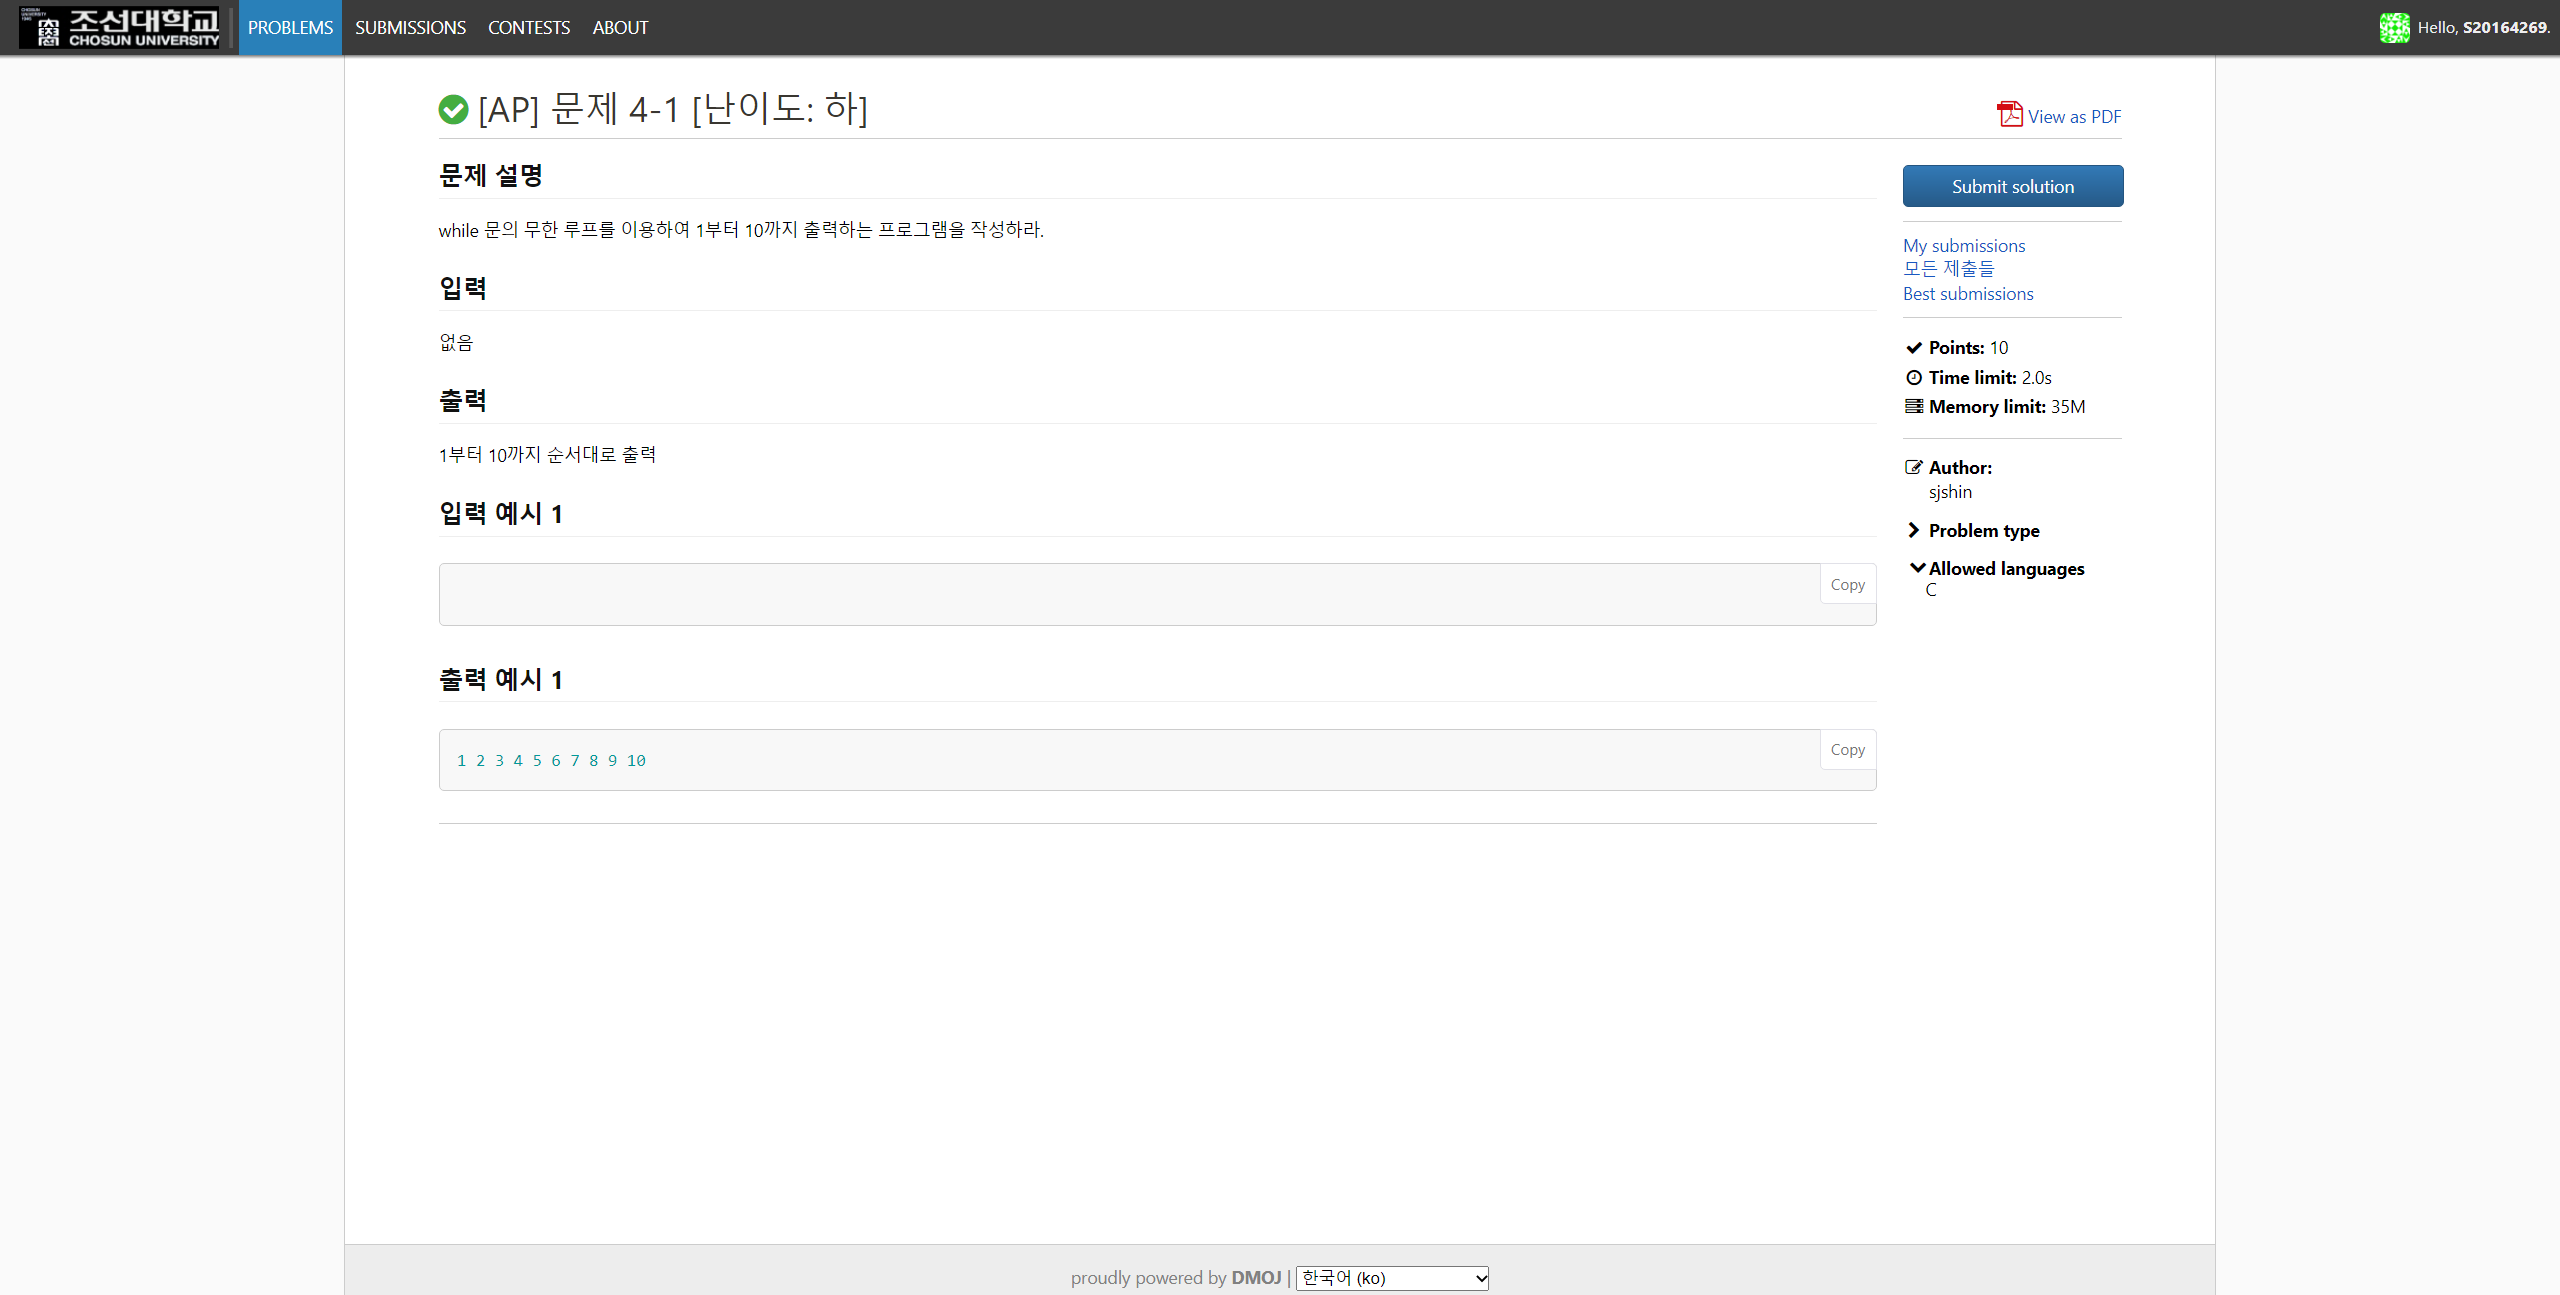 조선대학교
CHOSUN UNIVERSITY
PROBLEMS
SUBMISSIONS
CONTESTS
ABOUT
Hello, S20164269.
[AP] 문제 4-1 [난이도: 하]
View as PDF
문제 설명
while 문의 무한 루프를 이용하여 1부터 10까지 출력하는 프로그램을 작성하라.
입력
없음
출력
1부터 10까지 순서대로 출력
입력 예시 1
Copy
출력 예시 1
Copy
1 2 3 4 5 6 7 8 9 10
Submit solution
My submissions
모든 제출들
Best submissions
Points: 10
Time limit: 2.0s
Memory limit: 35M
Author:
sjshin
Problem type
Allowed languages
C
proudly powered by DMOJ | 한국어 (ko)